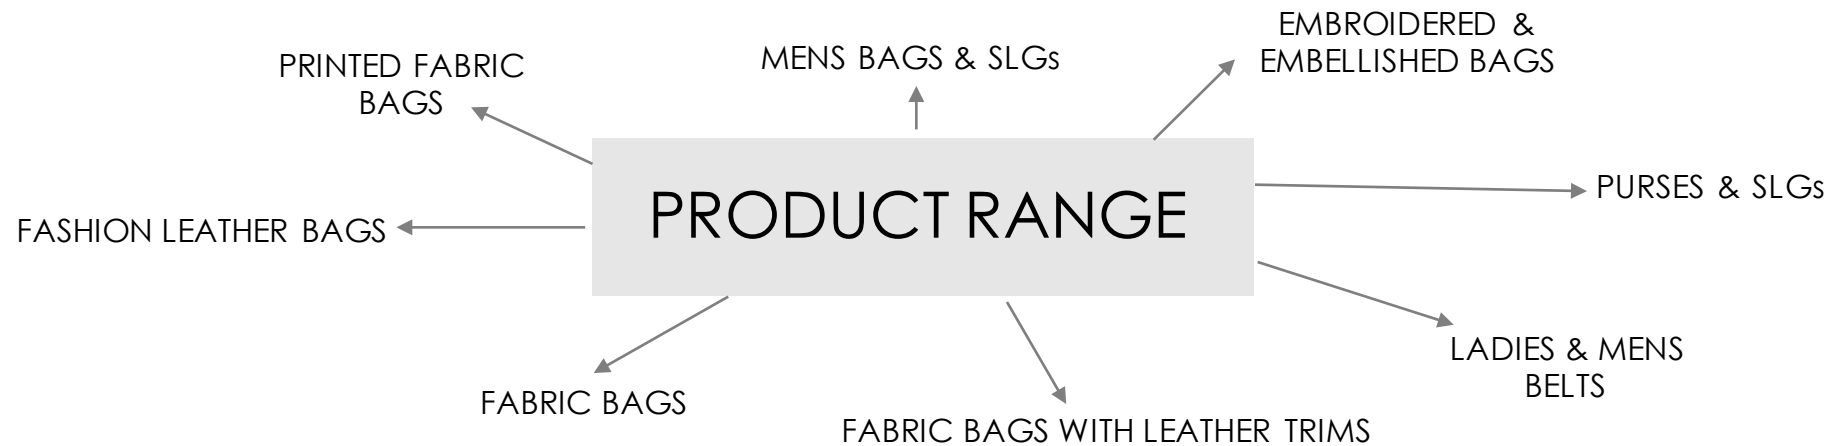 EMBROIDERED &
EMBELLISHED BAGS
MENS BAGS & SLGs
PRINTED FABRIC
BAGS
PURSES & SLGs
PRODUCT RANGE
FASHION LEATHER BAGS
LADIES & MENS
BELTS
FABRIC BAGS
FABRIC BAGS WITH LEATHER TRIMS